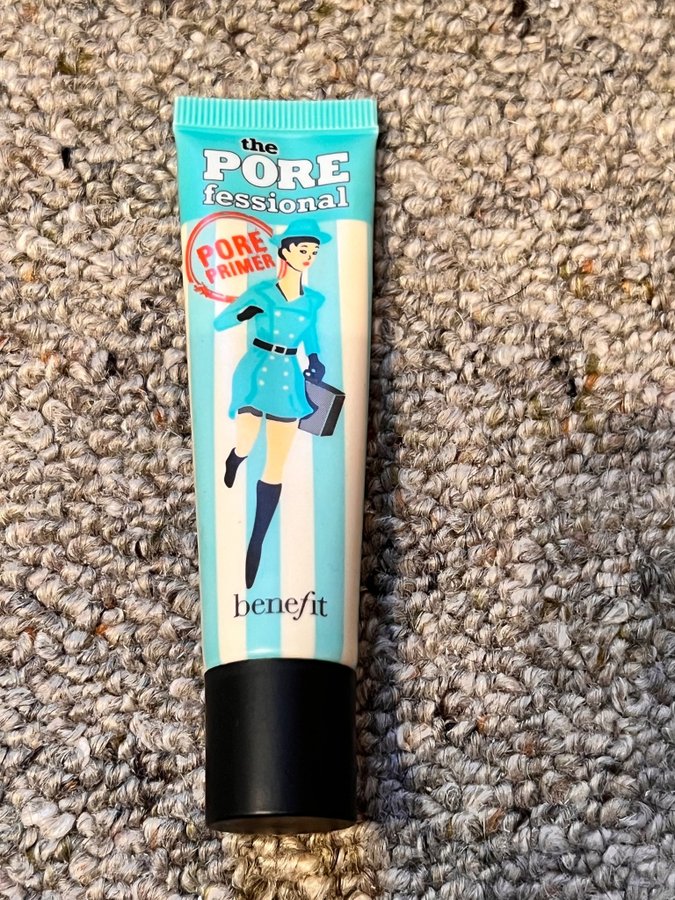 the
PORE
fessional
PORE
PRIMER
benefit